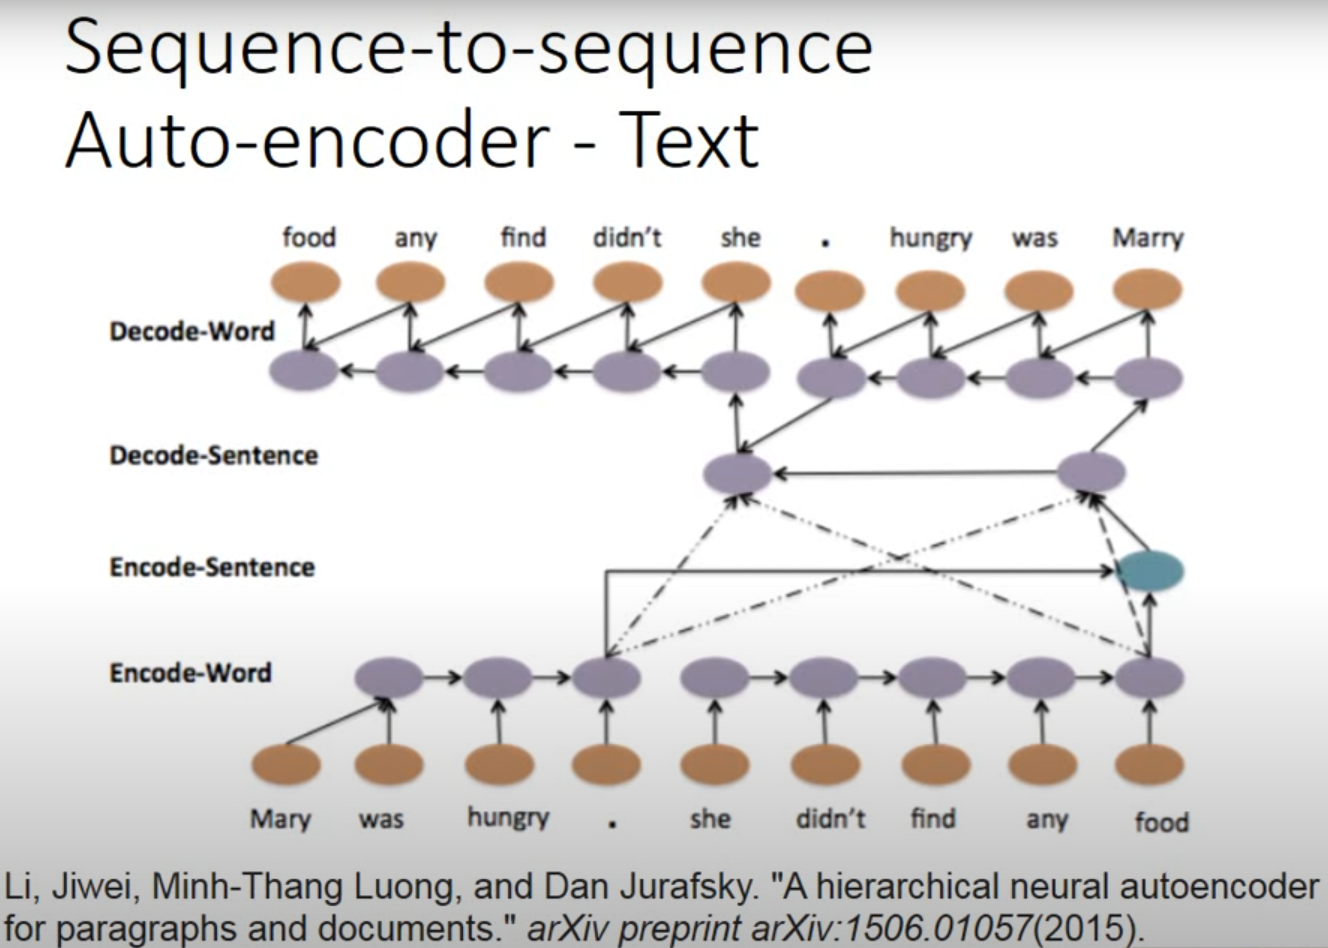 Sequence-to-sequence
Auto-encoder - Text
food any find didn't she . hungry was Marry
Decode-Word
Decode-Sentence
Encode-Sentence
Encode-Word
Mary was hungry . she didn't find any food
Li, Jiwei, Minh-Thang Luong, and Dan Jurafsky. "A hierarchical neural autoencoder
for paragraphs and documents." arXiv preprint arXiv:1506.01057(2015).